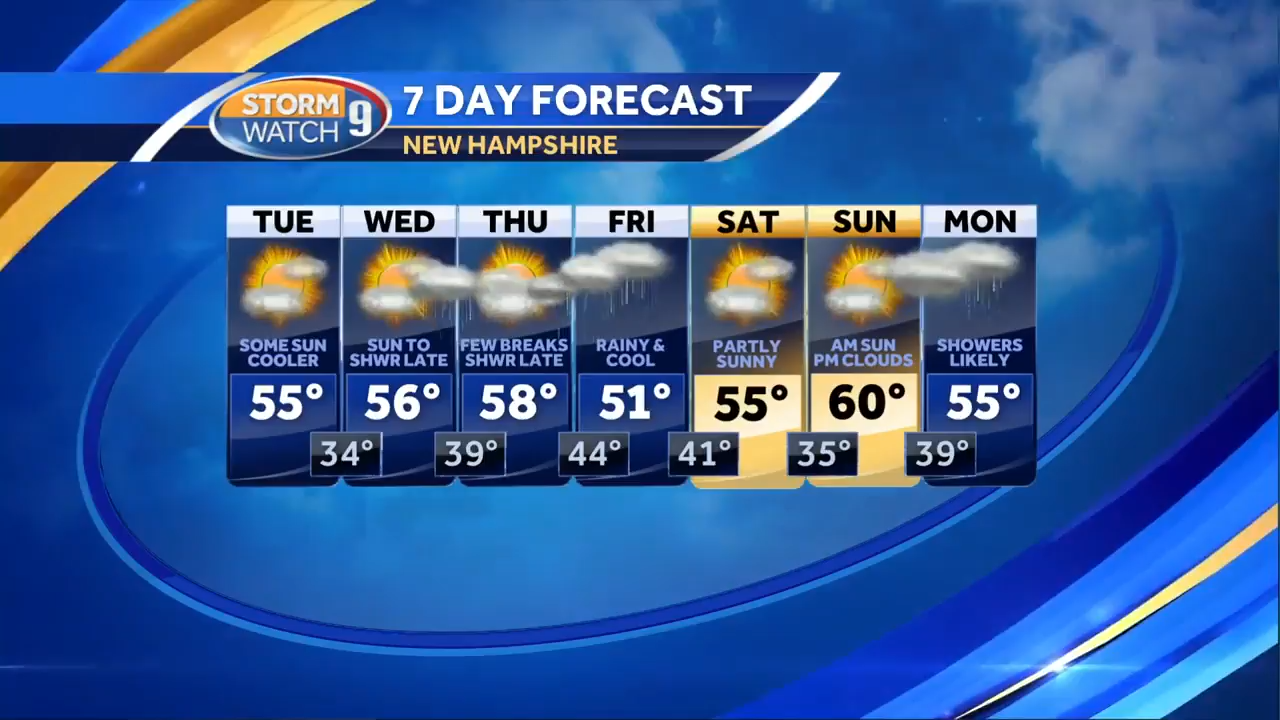 STORM
WATCH 9
7 DAY FORECAST
NEW HAMPSHIRE
TUE WED THU FRI SAT SUN MON
SOME SUN SUN TO FEW BREAKS RAINY & PARTLY AM SUN SHOWERS
COOLER SHWR LATE SHWR LATE COOL SUNNY PM CLOUDS LIKELY
55° 56° 58° 51° 55° 60° 55°
34° 39° 44° 41° 35° 39°